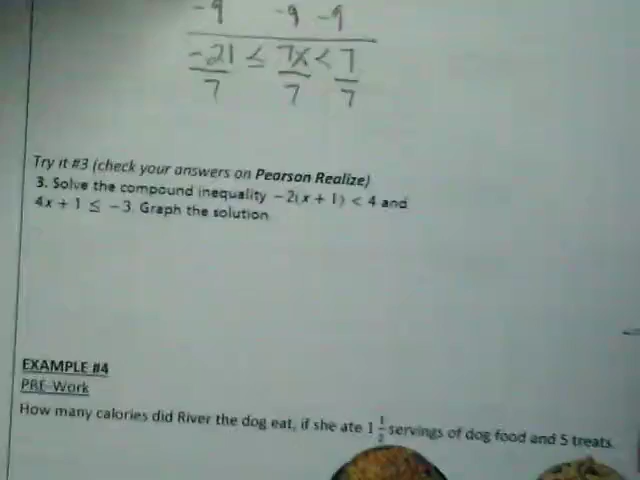 -9 -9 -9
-21 ≤ 7x < 7
7 7 7
Try it #3 (check your answers on Pearson Realize)
3. Solve the compound inequality −2(x + 1) < 4 and
4x + 1 ≤ −3. Graph the solution
EXAMPLE #4
PRE-Work
How many calories did River the dog eat, if she ate 1 1/2 servings of dog food and 5 treats.